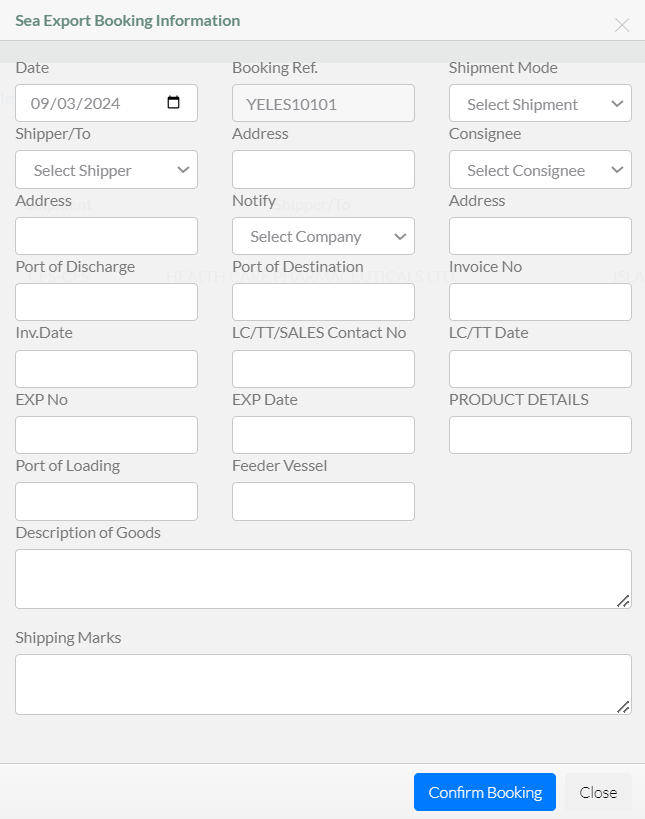 Sea Export Booking Information
Date Booking Ref. Shipment Mode
09/03/2024 YELES10101 Select Shipment
Shipper/To Address Consignee
Select Shipper Select Consignee
Address Notify Address
Select Company
Port of Discharge Port of Destination Invoice No
Inv.Date LC/TT/SALES Contact No LC/TT Date
EXP No EXP Date PRODUCT DETAILS
Port of Loading Feeder Vessel
Description of Goods
Shipping Marks
Confirm Booking Close